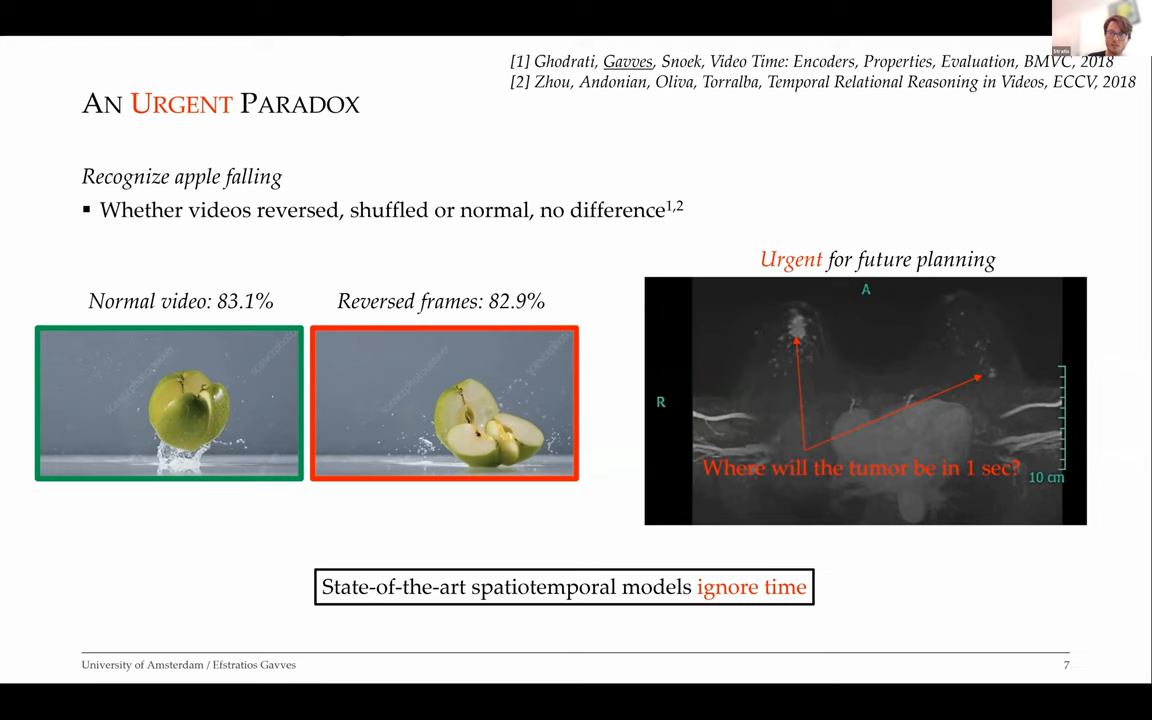 Stratis
[1] Ghodrati, Gavves, Snoek, Video Time: Encoders, Properties, Evaluation, BMVC, 2018
[2] Zhou, Andonian, Oliva, Torralba, Temporal Relational Reasoning in Videos, ECCV, 2018
AN URGENT PARADOX
Recognize apple falling
▪ Whether videos reversed, shuffled or normal, no difference1,2
Urgent for future planning
Normal video: 83.1%
Reversed frames: 82.9%
A
R
Where will the tumor be in 1 sec?
10 cm
State-of-the-art spatiotemporal models ignore time
University of Amsterdam / Efstratios Gavves
7